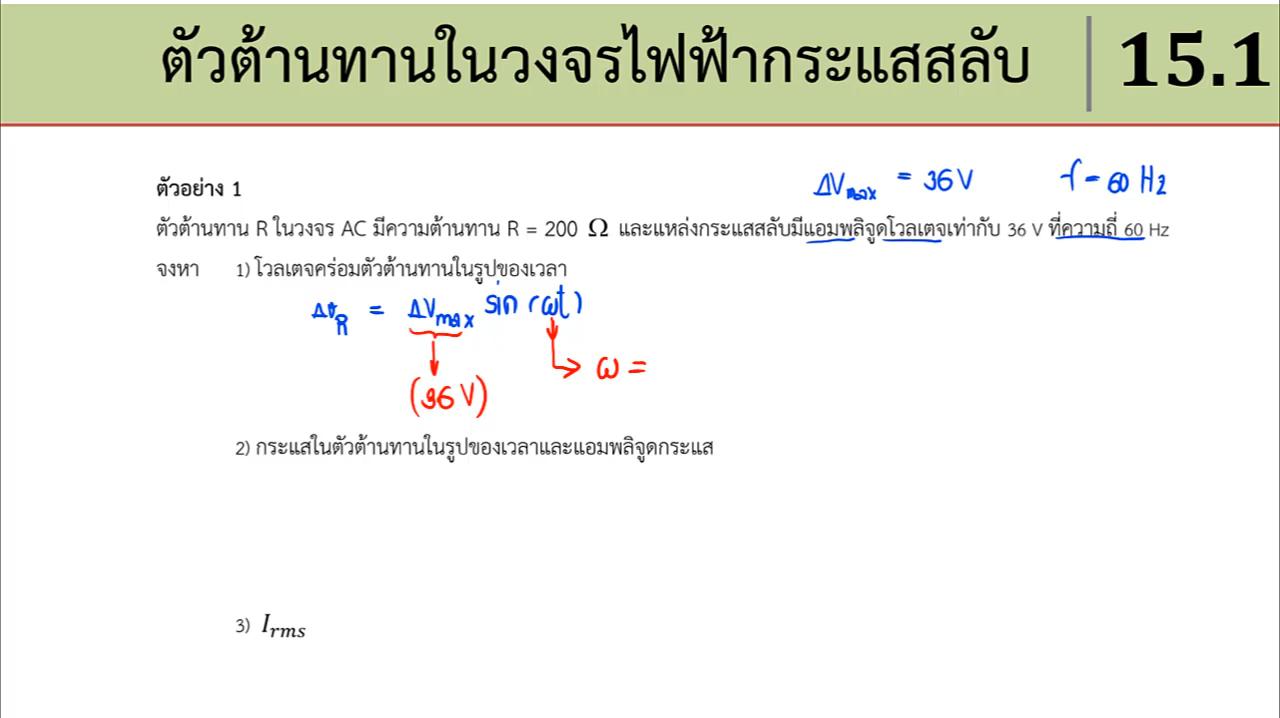 ตัวต้านทานในวงจรไฟฟ้ากระแสสลับ 15.1
ตัวอย่าง 1
ΔVmax = 36 V f = 60 Hz
ตัวต้านทาน R ในวงจร AC มีความต้านทาน R = 200 Ω และแหล่งกระแสสลับมีแอมพลิจูดโวลเตจเท่ากับ 36 V ที่ความถี่ 60 Hz
จงหา 1) โวลเตจคร่อมตัวต้านทานในรูปของเวลา
ΔvR = ΔVmax sin (ωt)
ω =
(36 V)
2) กระแสในตัวต้านทานในรูปของเวลาและแอมพลิจูดกระแส
3) Irms